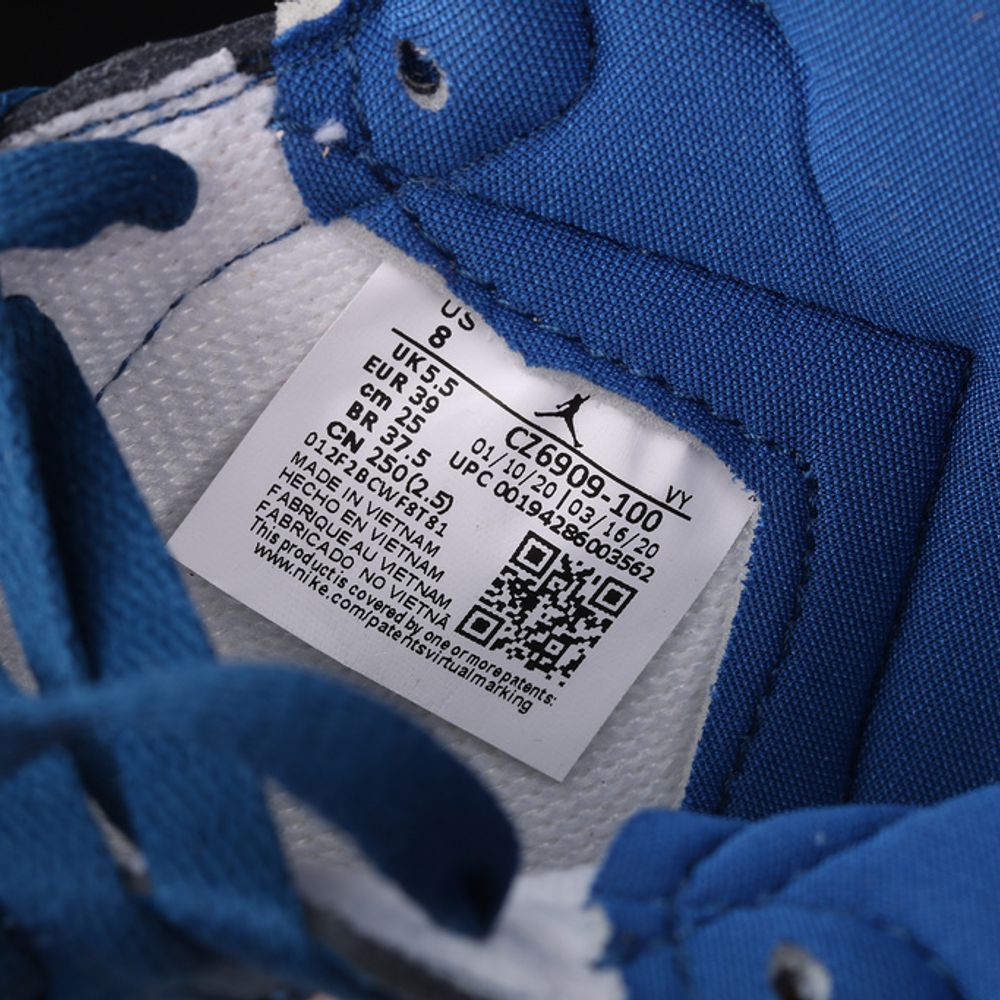 US
8
UK 5.5
EUR 39
cm 25
BR 37.5
CN 250(2.5)
012F2BCWF8T81
MADE IN VIETNAM
HECHO EN VIETNAM
FABRIQUE AU VIETNAM
FABRICADO NO VIETNÃ
This product is covered by one or more patents:
www.nike.com/patentsvirtualmarking
VY
CZ6909-100
01/10/20|03/16/20
UPC 00194286003562